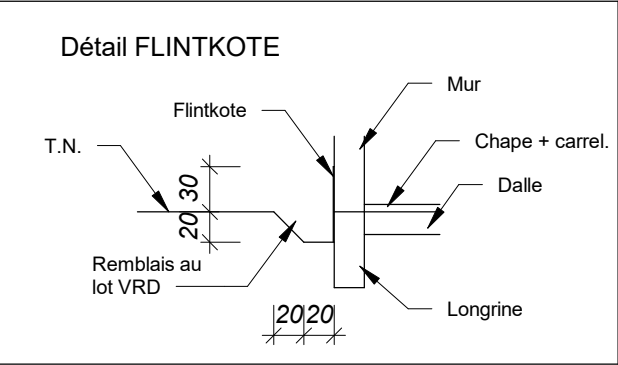 Détail FLINTKOTE
Mur
Flintkote
Chape + carrel.
T.N.
Dalle
30
20
Remblais au
lot VRD
Longrine
20 20